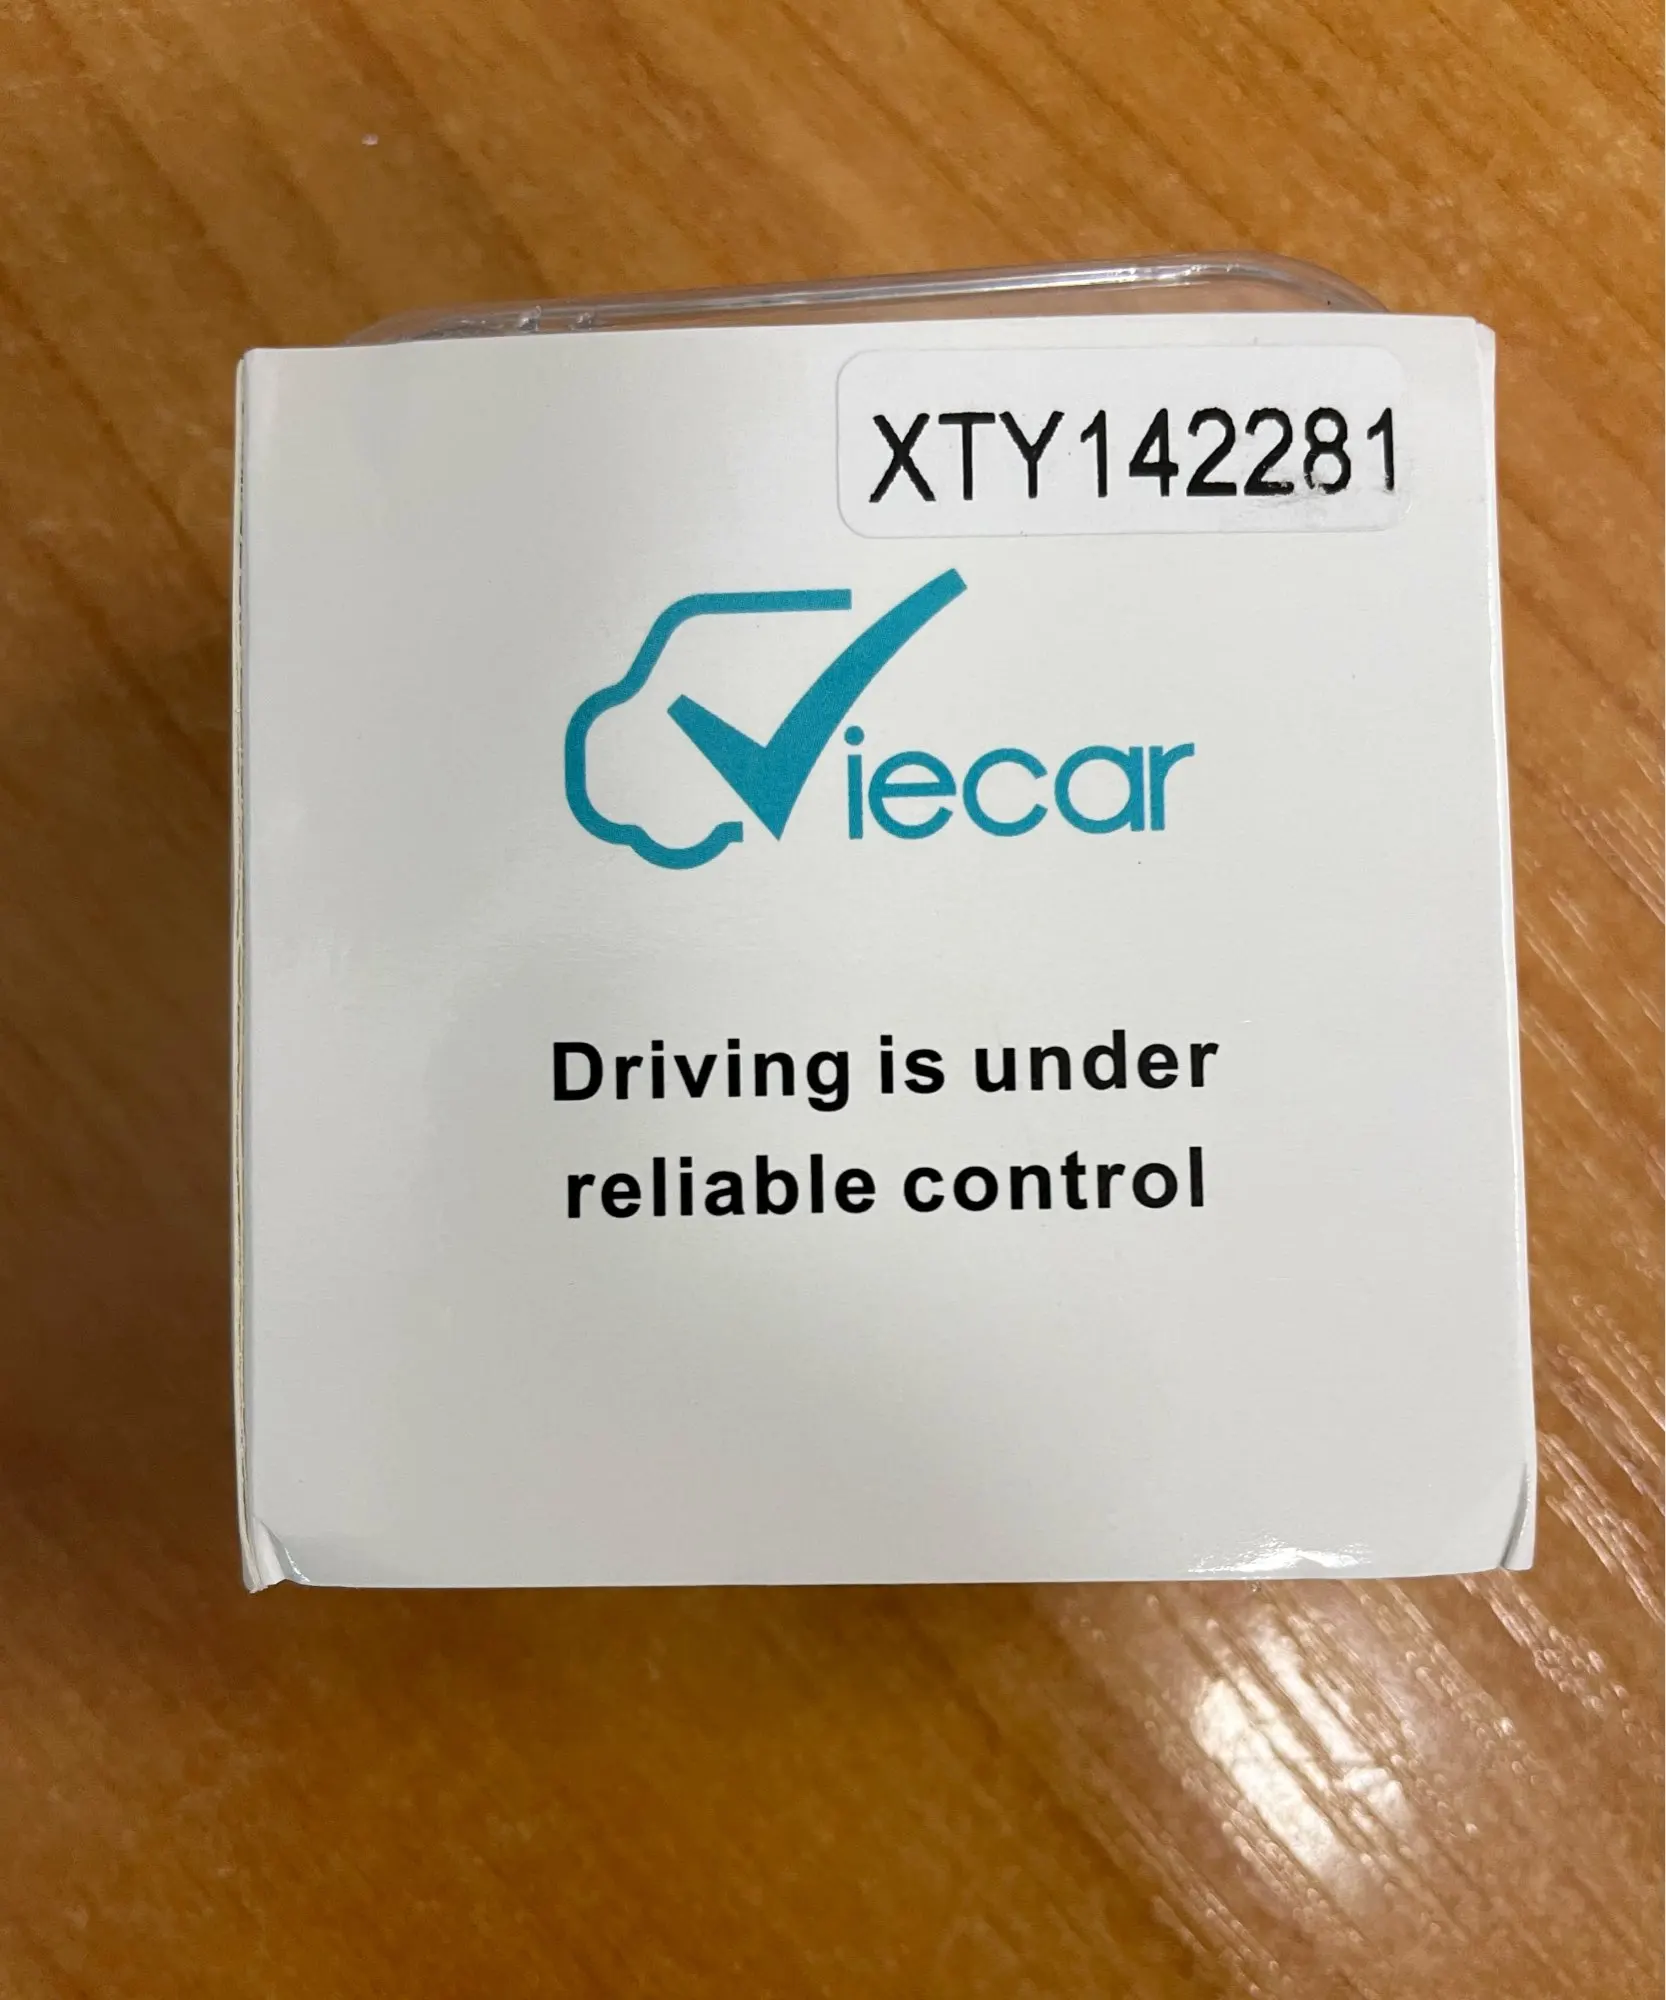 XTY142281
Viecar
Driving is under
reliable control